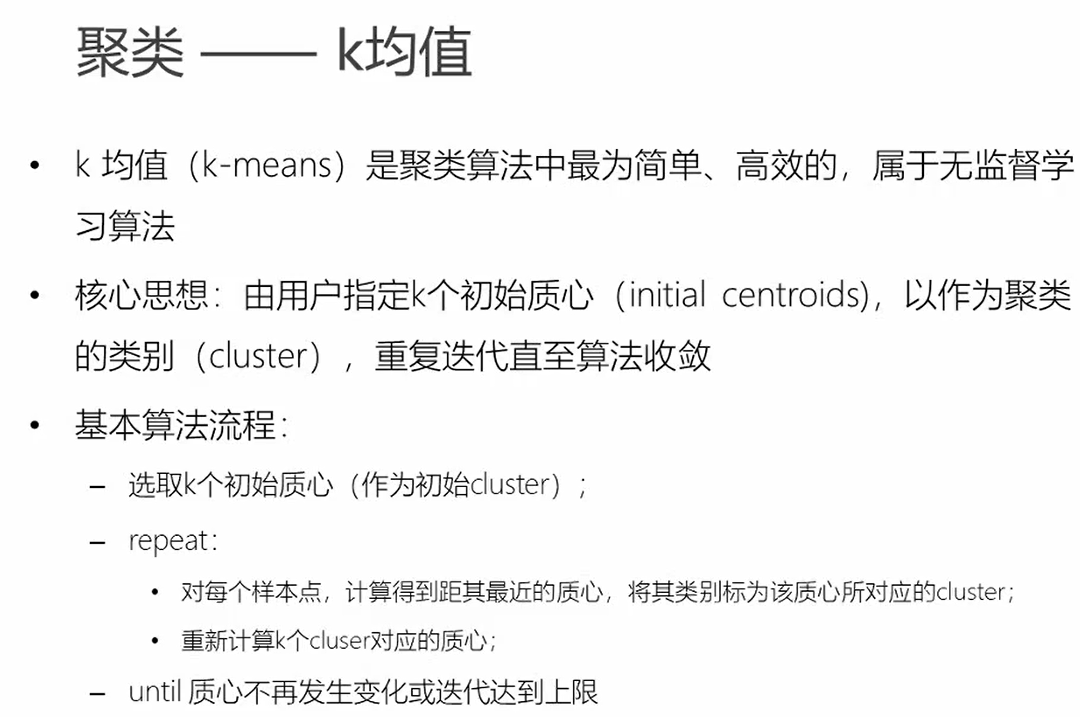 聚类 —— k均值
• k 均值（k-means）是聚类算法中最为简单、高效的，属于无监督学
习算法
• 核心思想：由用户指定k个初始质心（initial centroids），以作为聚类
的类别（cluster），重复迭代直至算法收敛
• 基本算法流程：
– 选取k个初始质心（作为初始cluster）；
– repeat：
• 对每个样本点，计算得到距其最近的质心，将其类别标为该质心所对应的cluster；
• 重新计算k个cluser对应的质心；
– until 质心不再发生变化或迭代达到上限